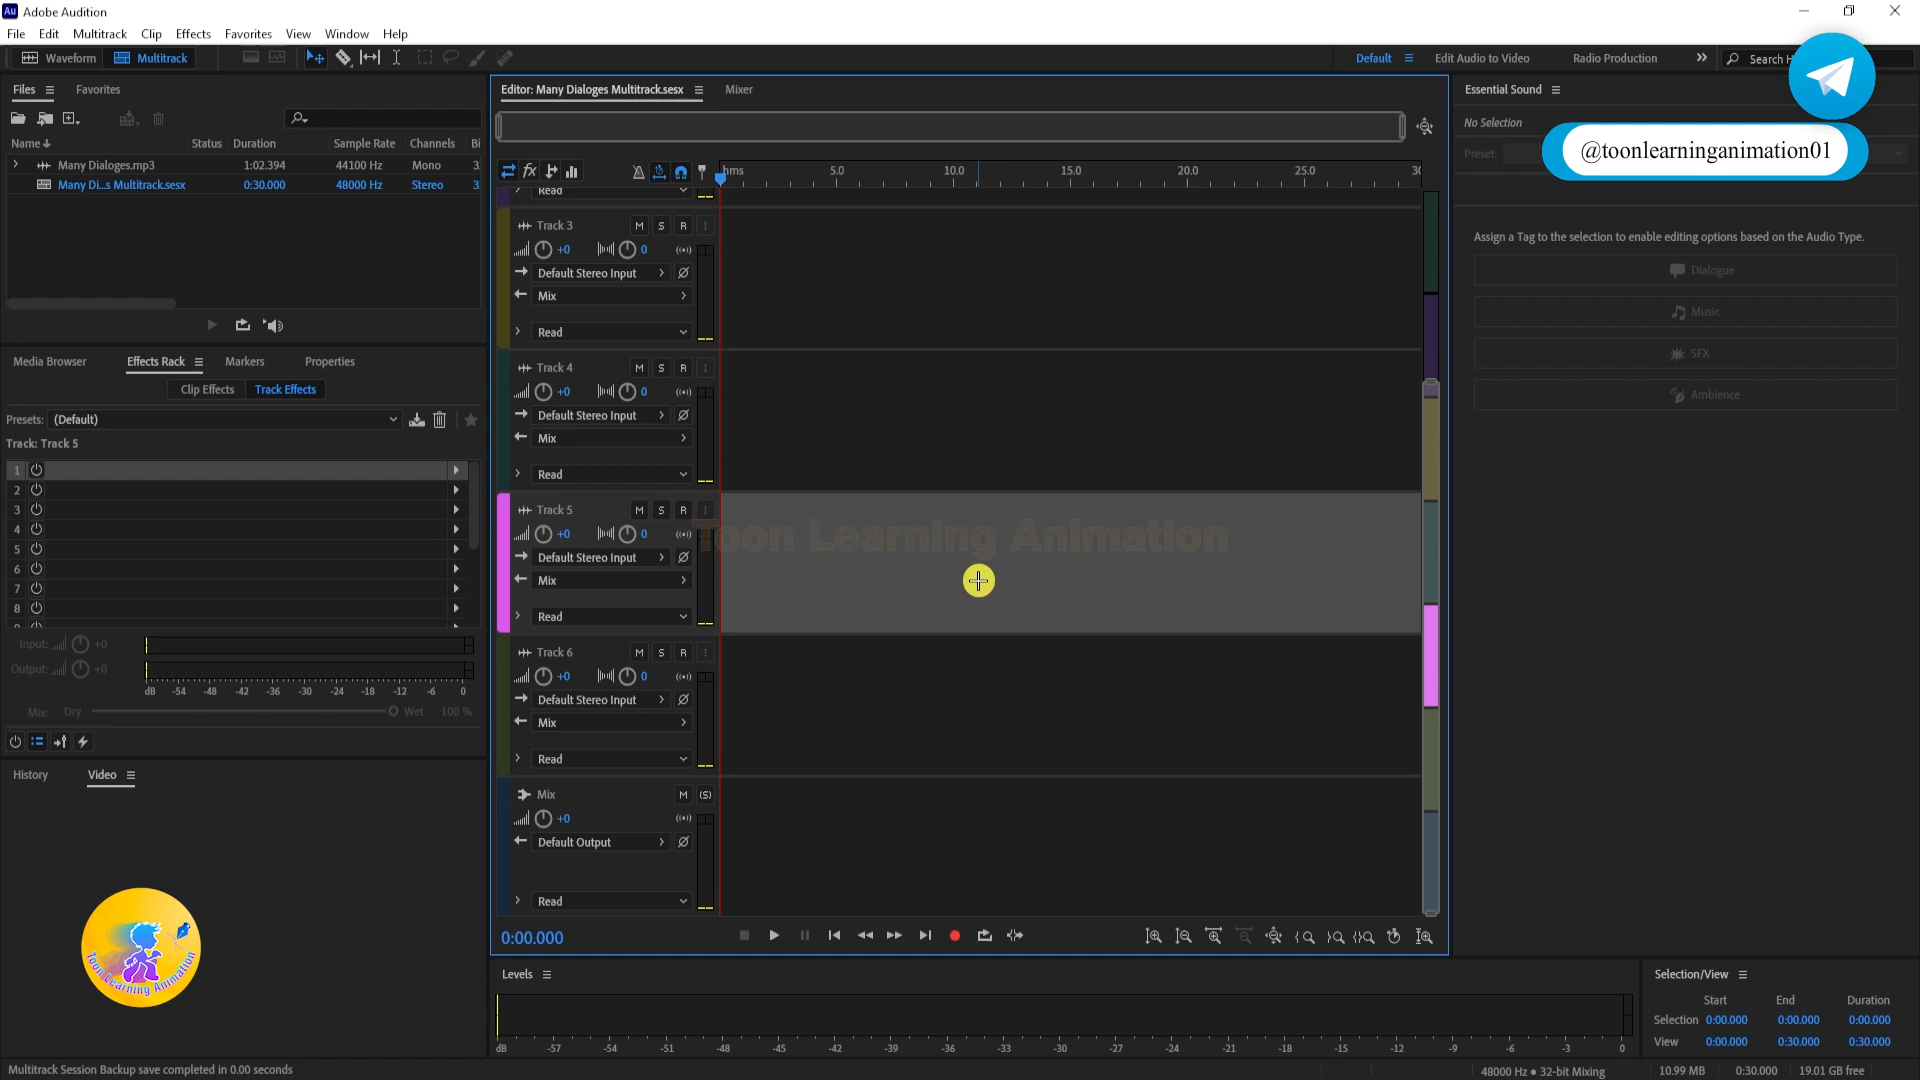 Au Adobe Audition
File Edit Multitrack Clip Effects Favorites View Window Help
Waveform Multitrack Default Edit Audio to Video Radio Production Search H
@toonlearninganimation01
Files Favorites
Name Status Duration Sample Rate Channels Bi
Many Dialoges.mp3 1:02.394 44100 Hz Mono 3
Many Di...s Multitrack.sesx 0:30.000 48000 Hz Stereo 3
Media Browser Effects Rack Markers Properties
Clip Effects Track Effects
Presets: (Default)
Track: Track 5
1
2
3
4
5
6
7
8
9
Input: +0
Output: +0
dB -54 -48 -42 -36 -30 -24 -18 -12 -6 0
Mix: Dry Wet 100 %
History Video
Toon Learning Animation
Editor: Many Dialoges Multitrack.sesx Mixer
fx hms 5.0 10.0 15.0 20.0 25.0 30
Read
Track 3 M S R I
+0 0
Default Stereo Input
Mix
Read
Track 4 M S R I
+0 0
Default Stereo Input
Mix
Read
Track 5 M S R I
+0 0
Default Stereo Input
Mix
Read
Toon Learning Animation
Track 6 M S R I
+0 0
Default Stereo Input
Mix
Read
Mix M (S)
+0
Default Output
Read
0:00.000
Levels
dB -57 -54 -51 -48 -45 -42 -39 -36 -33 -30 -27 -24 -21 -18 -15 -12 -9 -6 -3 0
Essential Sound
No Selection
Preset:
Assign a Tag to the selection to enable editing options based on the Audio Type.
Dialogue
Music
SFX
Ambience
Selection/View
Start End Duration
Selection 0:00.000 0:00.000 0:00.000
View 0:00.000 0:30.000 0:30.000
Multitrack Session Backup save completed in 0.00 seconds
48000 Hz ● 32-bit Mixing 10.99 MB 0:30.000 19.01 GB free